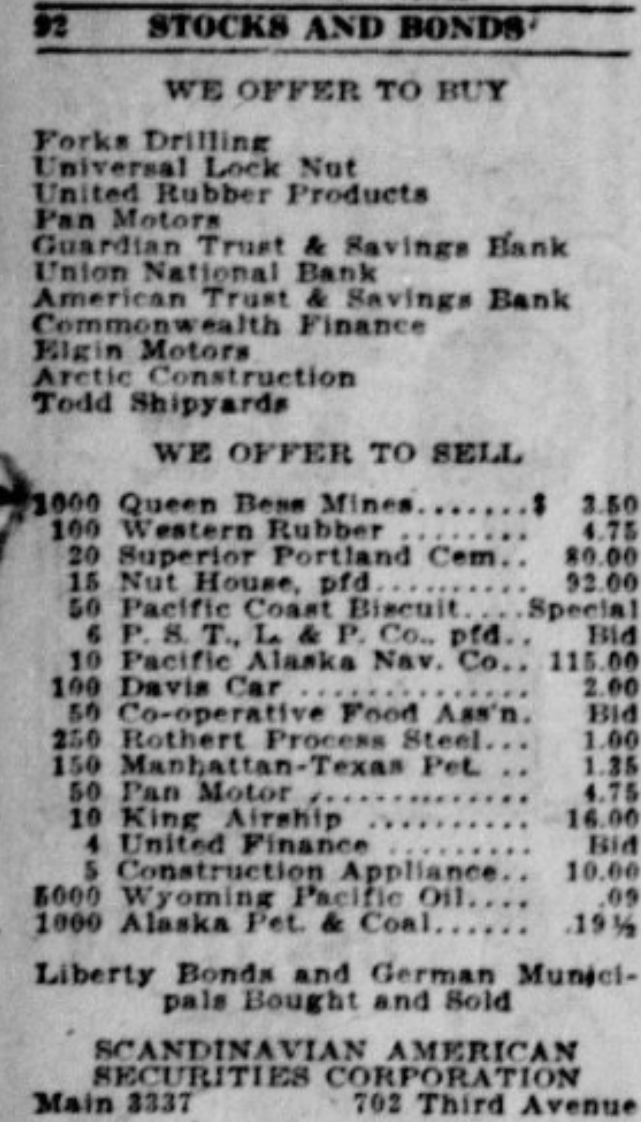 92 STOCKS AND BONDS
WE OFFER TO BUY
Forks Drilling
Universal Lock Nut
United Rubber Products
Pan Motors
Guardian Trust & Savings Bank
Union National Bank
American Trust & Savings Bank
Commonwealth Finance
Elgin Motors
Arctic Construction
Todd Shipyards
WE OFFER TO SELL
1000 Queen Bess Mines.......$ 3.50
100 Western Rubber ........ 4.75
20 Superior Portland Cem.. 80.00
15 Nut House, pfd.......... 92.00
50 Pacific Coast Biscuit....Special
6 P. S. T., L. & P. Co., pfd.. Bid
10 Pacific Alaska Nav. Co.. 115.00
100 Davis Car .............. 2.00
50 Co-operative Food Ass'n. Bid
250 Rothert Process Steel... 1.00
150 Manhattan-Texas Pet. .. 1.35
50 Pan Motor .............. 4.75
10 King Airship .......... 16.00
4 United Finance ......... Bid
5 Construction Appliance.. 10.00
5000 Wyoming Pacific Oil.... .09
1000 Alaska Pet. & Coal...... .19½
Liberty Bonds and German Munici-
pals Bought and Sold
SCANDINAVIAN AMERICAN
SECURITIES CORPORATION
Main 3337 702 Third Avenue